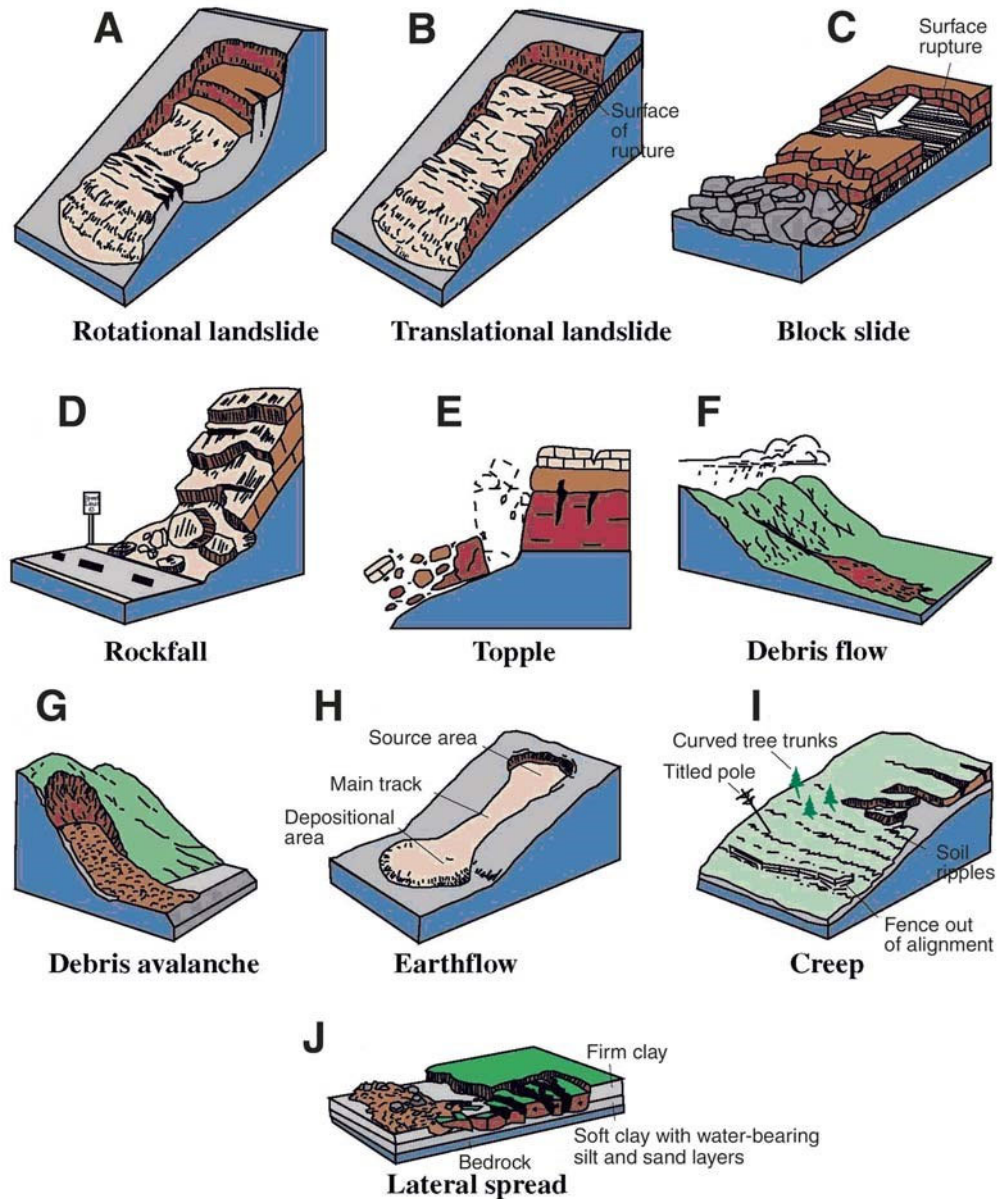 A
B
C
Surface
rupture
Surface
of
rupture
Rotational landslide
Translational landslide
Block slide
D
E
F
Rockfall
Topple
Debris flow
G
H
I
Source area
Main track
Depositional
area
Curved tree trunks
Titled pole
Soil
ripples
Fence out
of alignment
Debris avalanche
Earthflow
Creep
J
Firm clay
Soft clay with water-bearing
silt and sand layers
Bedrock
Lateral spread